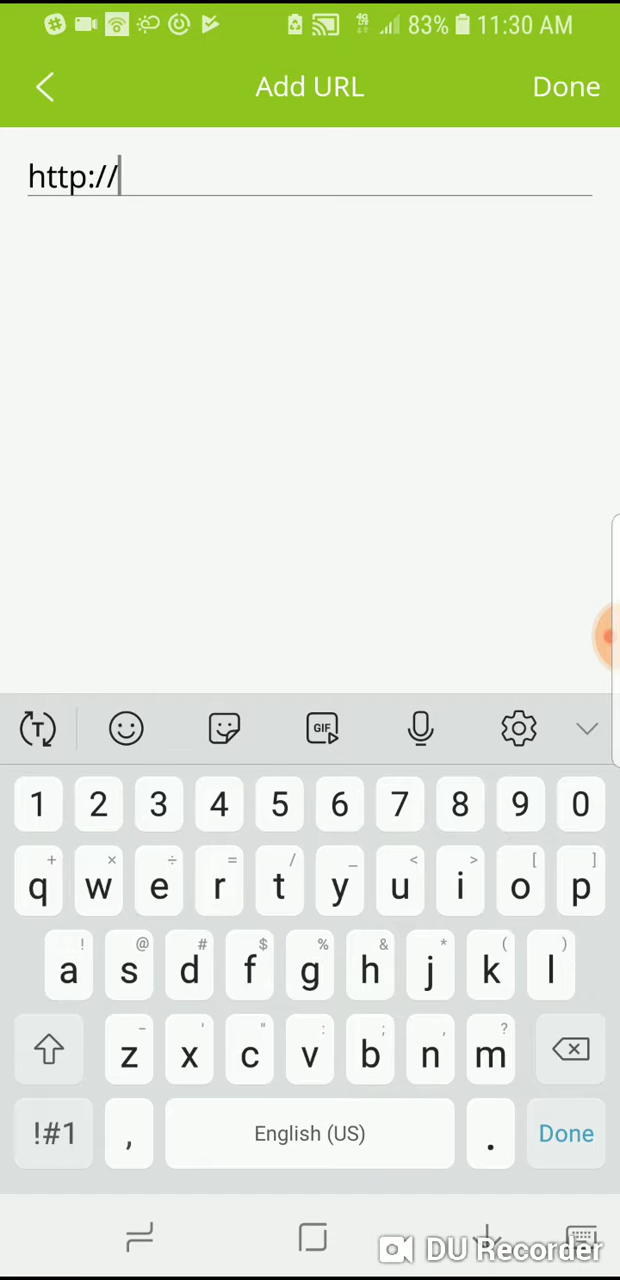 83% 11:30 AM
Add URL Done
http://
T GIF
1 2 3 4 5 6 7 8 9 0
+ × ÷ = / _ < > [ ]
q w e r t y u i o p
! @ # $ % & * ( )
a s d f g h j k l
- ' " : ; , ?
z x c v b n m
!#1 , English (US) . Done
DU Recorder